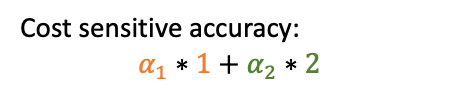 Cost sensitive accuracy:
α₁ * 1 + α₂ * 2